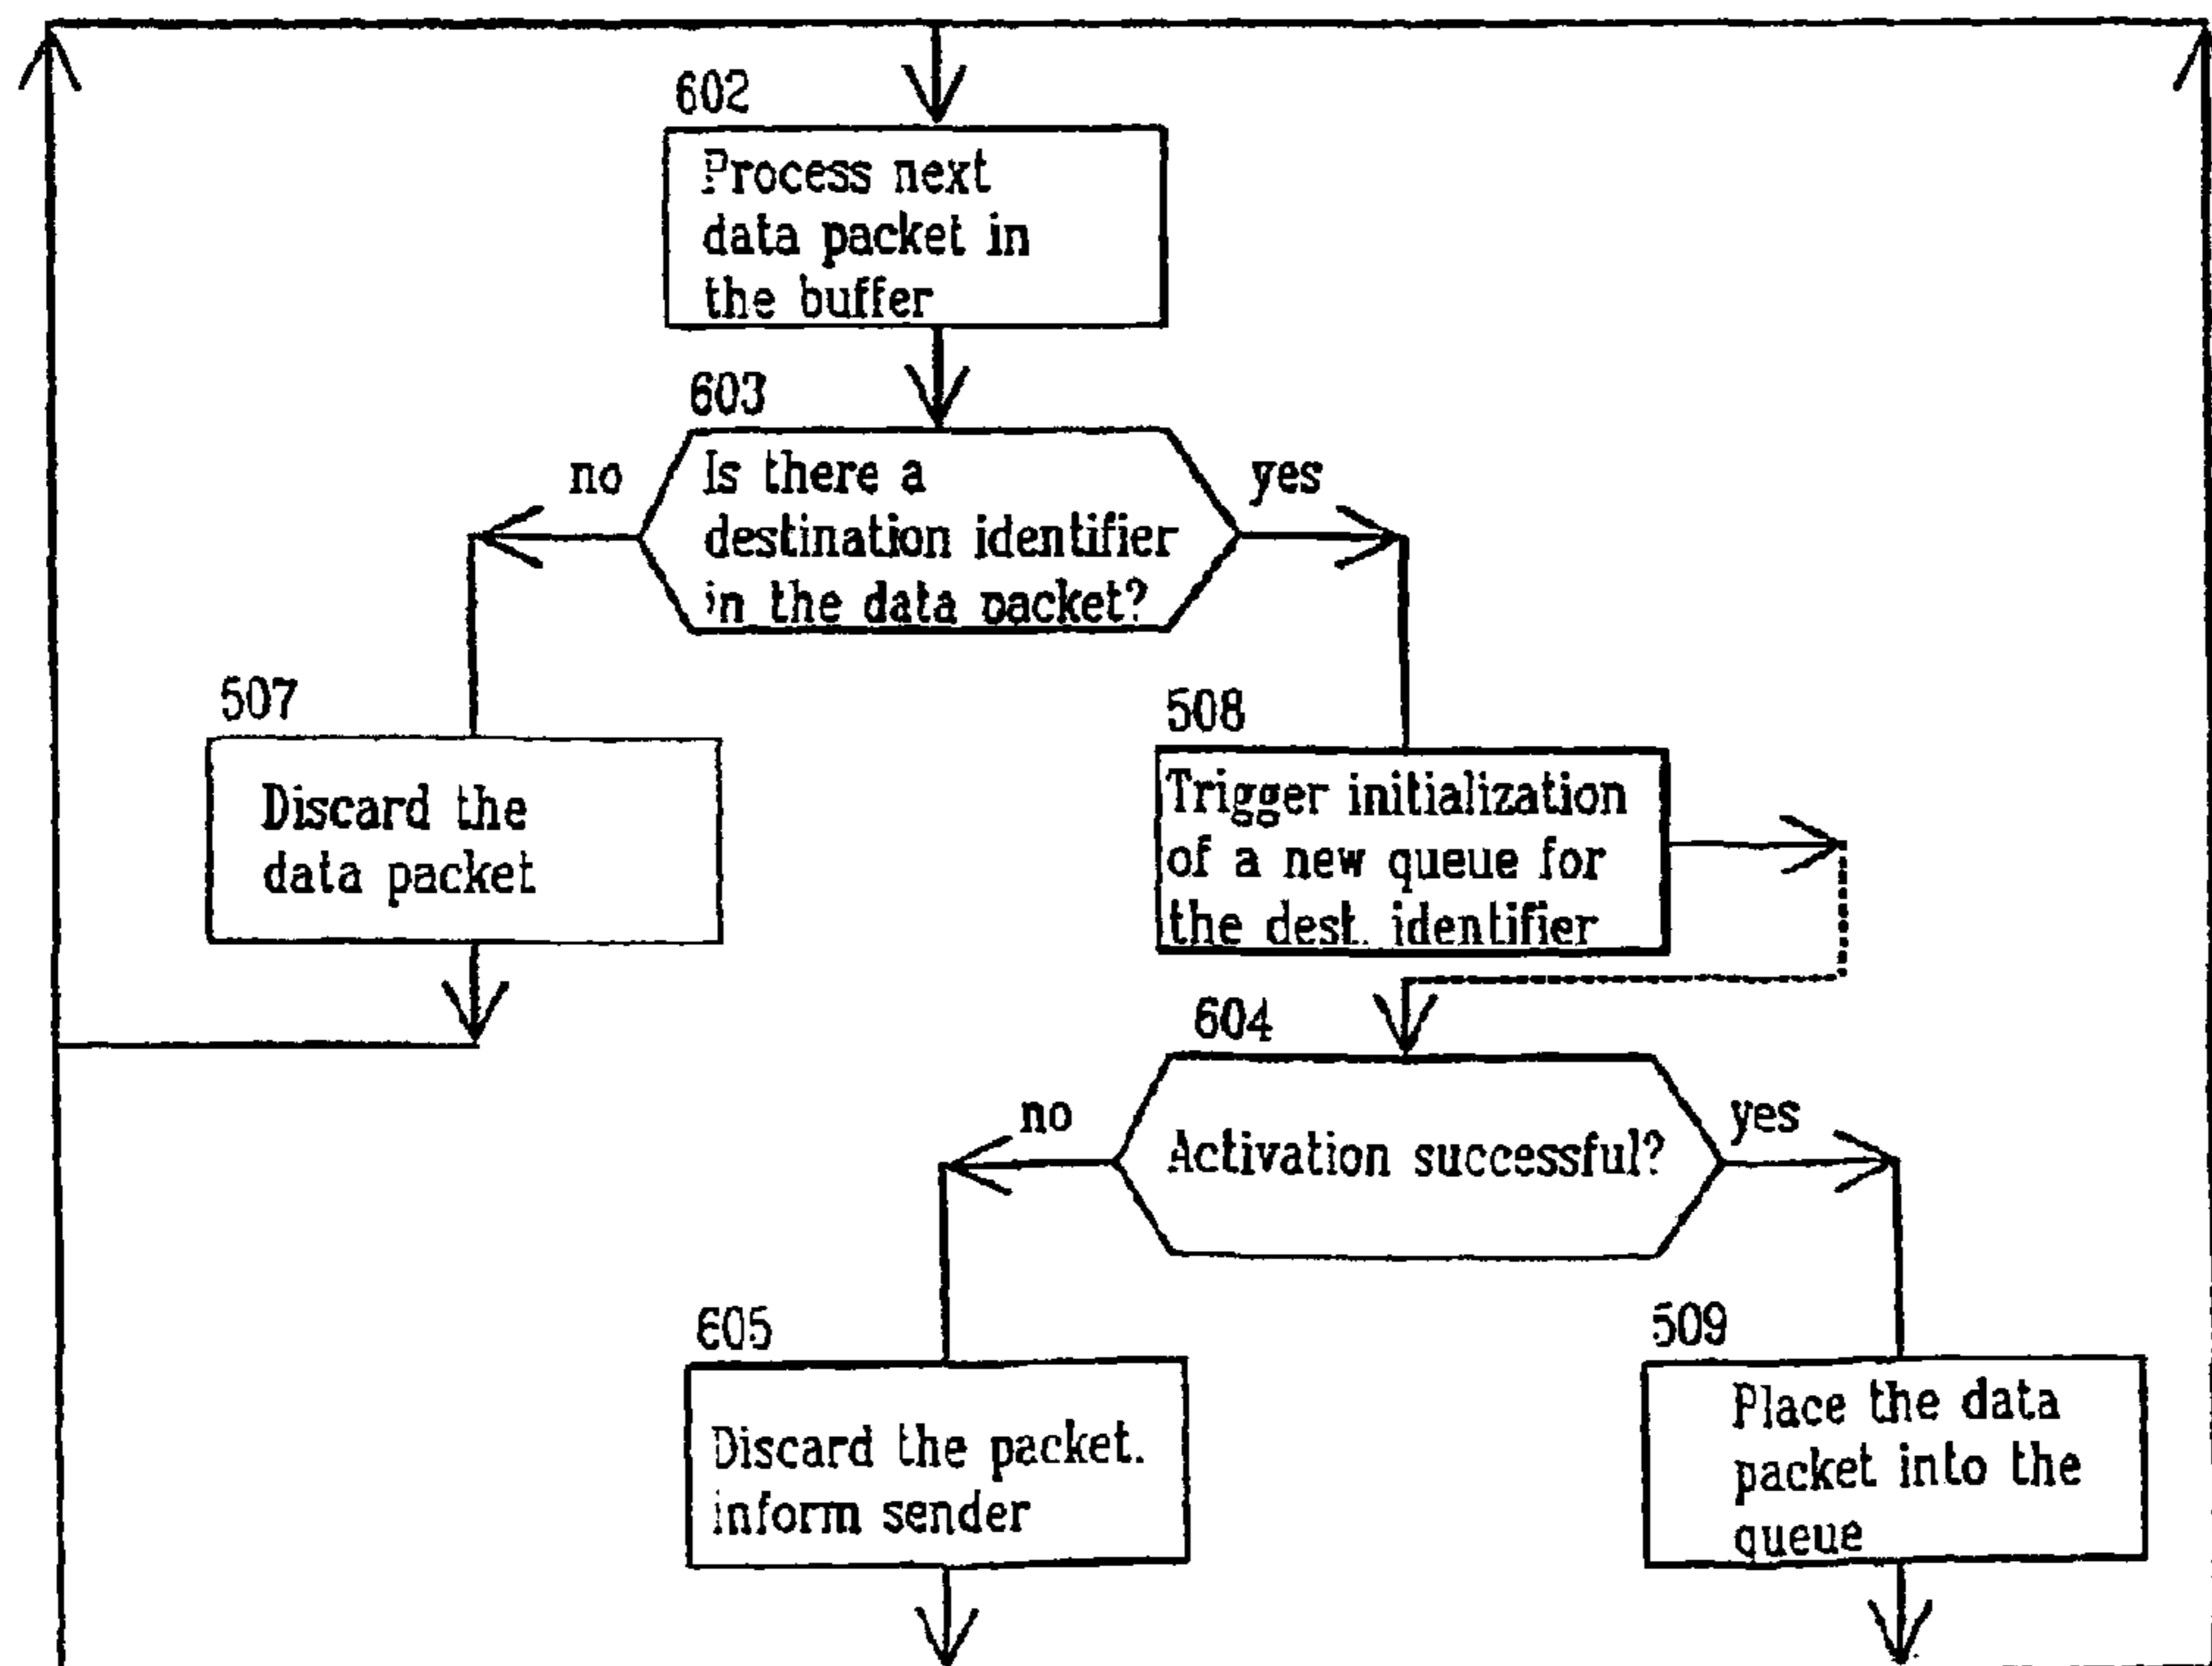 602
Process next
data packet in
the buffer
603
no
Is there a
yes
destination identifier
in the data packet?
507
Discard the
data packet
508
Trigger initialization
of a new queue for
the dest. identifier
604
no
Activation successful?
yes
605
Discard the packet.
inform sender
509
Place the data
packet into the
queue